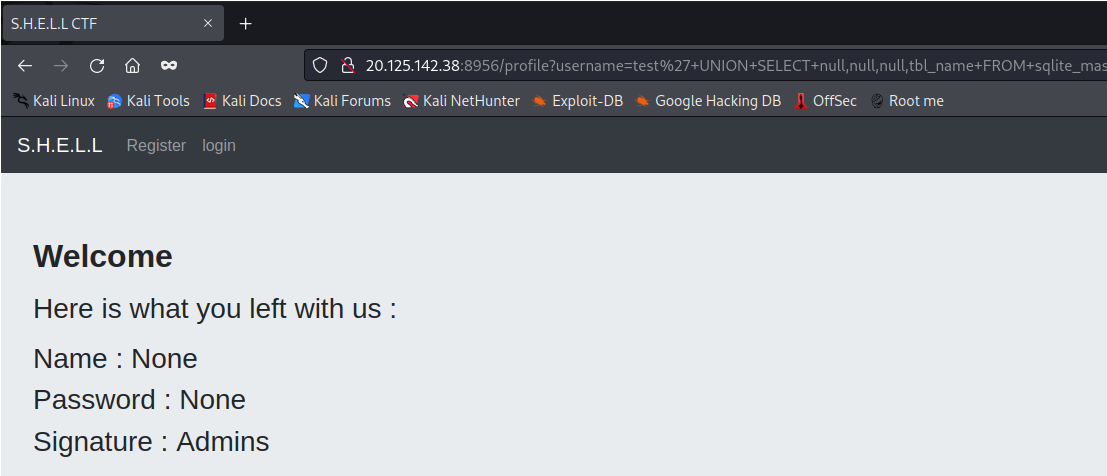 S.H.E.L.L CTF
20.125.142.38:8956/profile?username=test%27+UNION+SELECT+null,null,null,tbl_name+FROM+sqlite_mas
Kali Linux Kali Tools Kali Docs Kali Forums Kali NetHunter Exploit-DB Google Hacking DB OffSec Root me
S.H.E.L.L Register login
Welcome
Here is what you left with us :
Name : None
Password : None
Signature : Admins